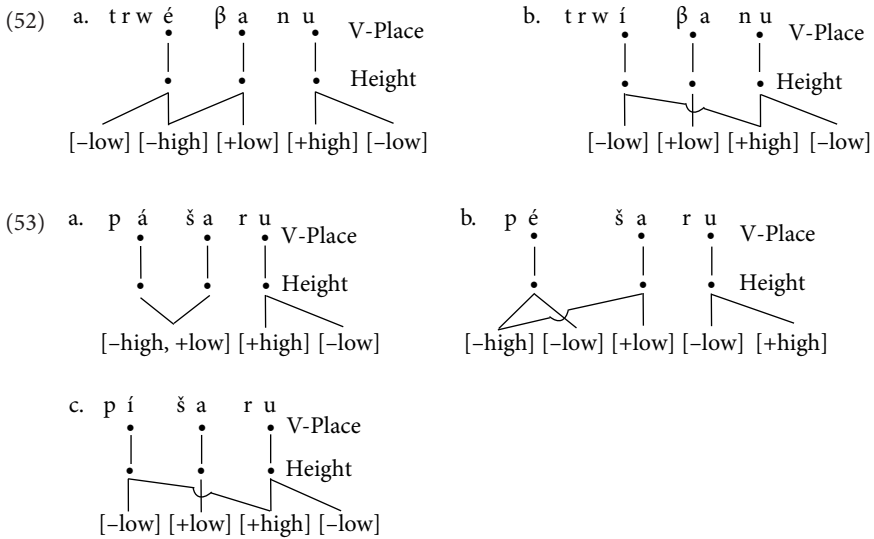 (52) a. t r w é β a n u V-Place b. t r w í β a n u V-Place
Height Height
[–low] [–high] [+low] [+high] [–low] [–low] [+low] [+high] [–low]
(53) a. p á š a r u V-Place b. p é š a r u V-Place
Height Height
[–high, +low] [+high] [–low] [–high] [–low] [+low] [–low] [+high]
c. p í š a r u V-Place
Height
[–low] [+low] [+high] [–low]